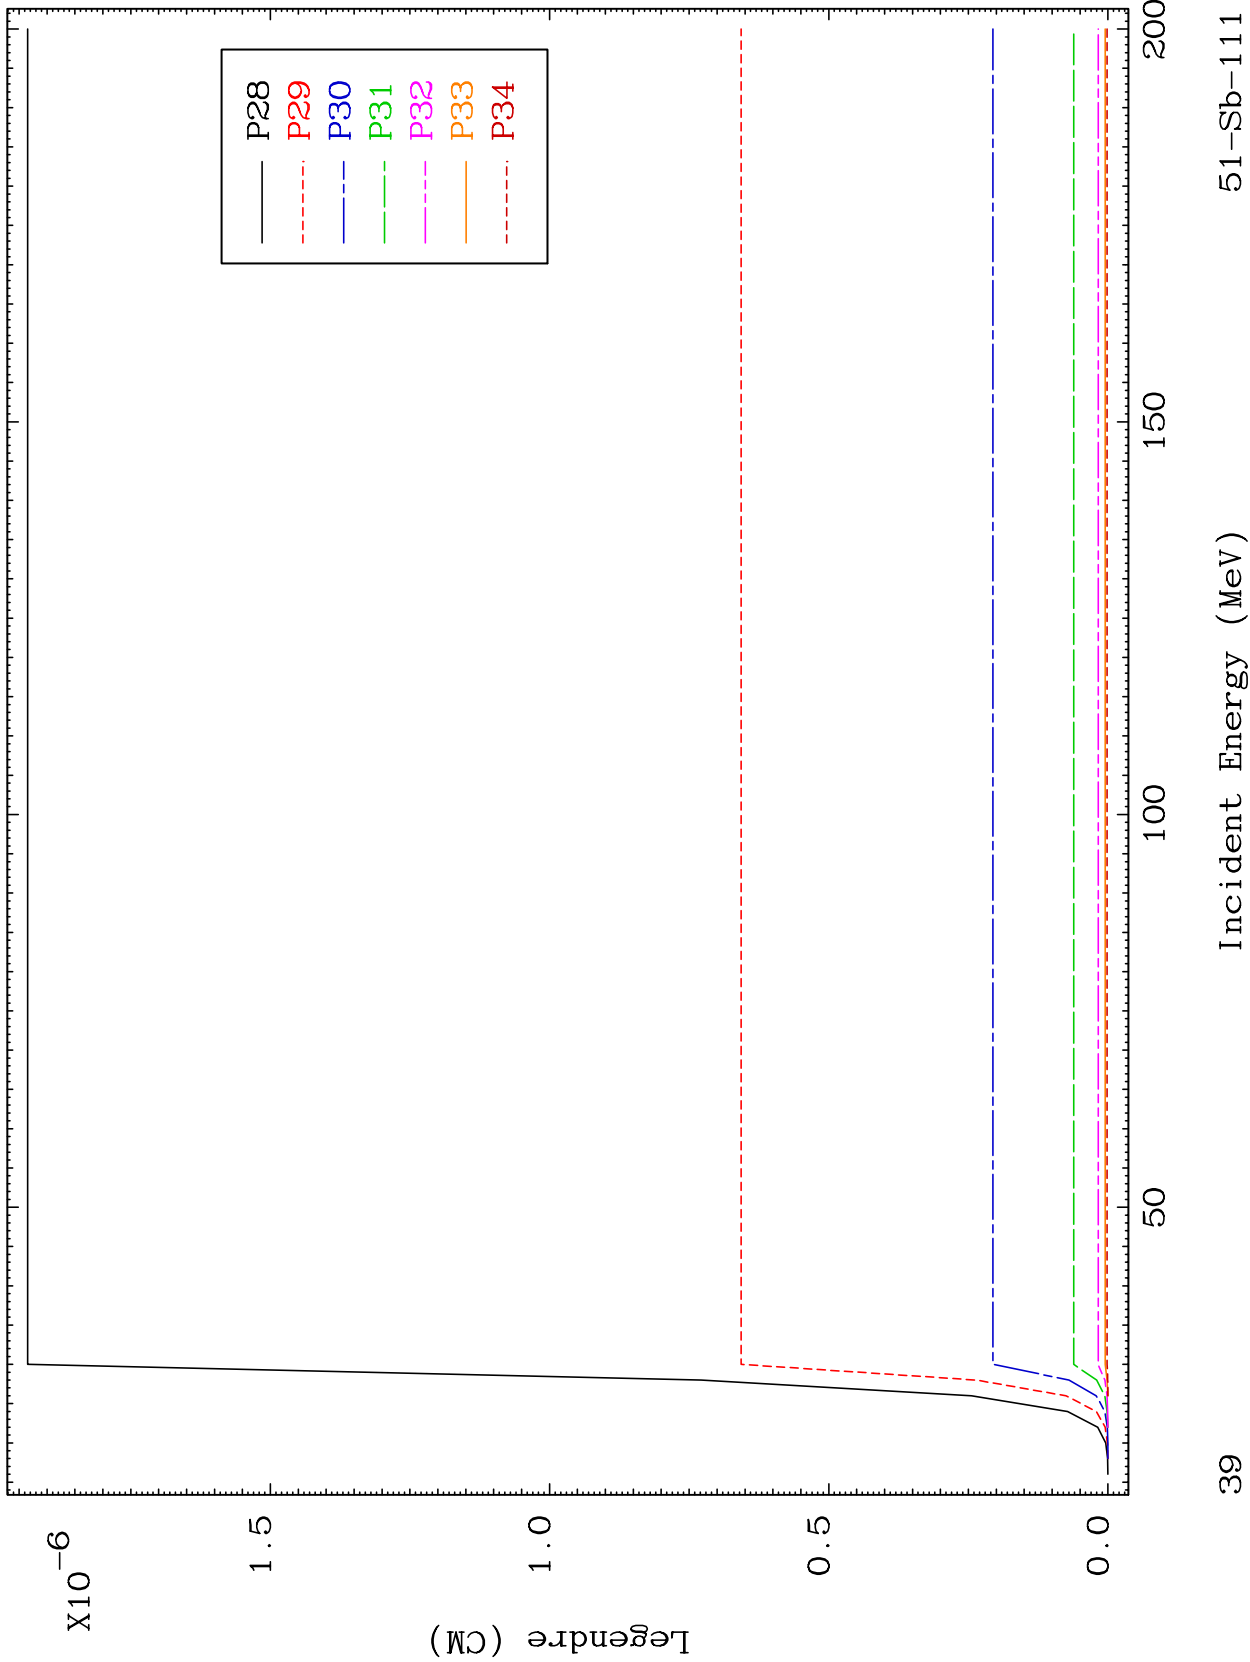 X10-6
1.5
1.0
0.5
0.0
Legendre (CM)
P28
P29
P30
P31
P32
P33
P34
50
100
150
200
39
Incident Energy (MeV)
51-Sb-111